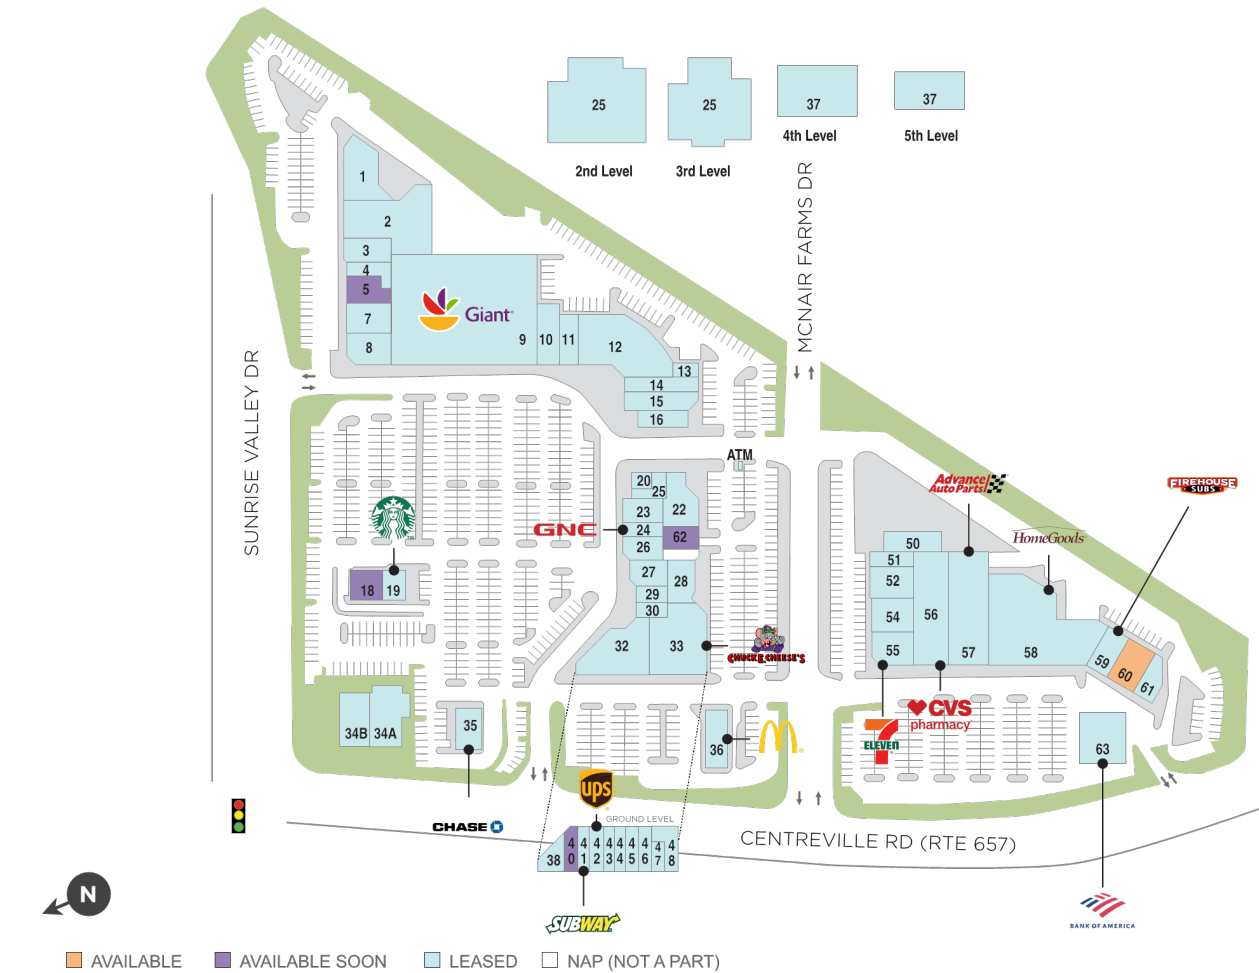 25
25
37
37
2nd Level
3rd Level
4th Level
5th Level
MCNAIR FARMS DR
SUNRISE VALLEY DR
1
2
3
4
5
7
8
Giant
9
10
11
12
13
14
15
16
ATM
20
25
22
23
24
26
62
GNC
27
28
29
30
32
33
CHUCK E. CHEESE'S
18
19
34B
34A
35
36
CHASE
ups
GROUND LEVEL
38
40
41
42
43
44
45
46
47
48
SUBWAY
Advance
Auto Parts
HomeGoods
FIREHOUSE
SUBS
50
51
52
54
55
56
57
58
59
60
61
63
7
ELEVEN
CVS
pharmacy
CENTREVILLE RD (RTE 657)
BANK OF AMERICA
N
AVAILABLE
AVAILABLE SOON
LEASED
NAP (NOT A PART)